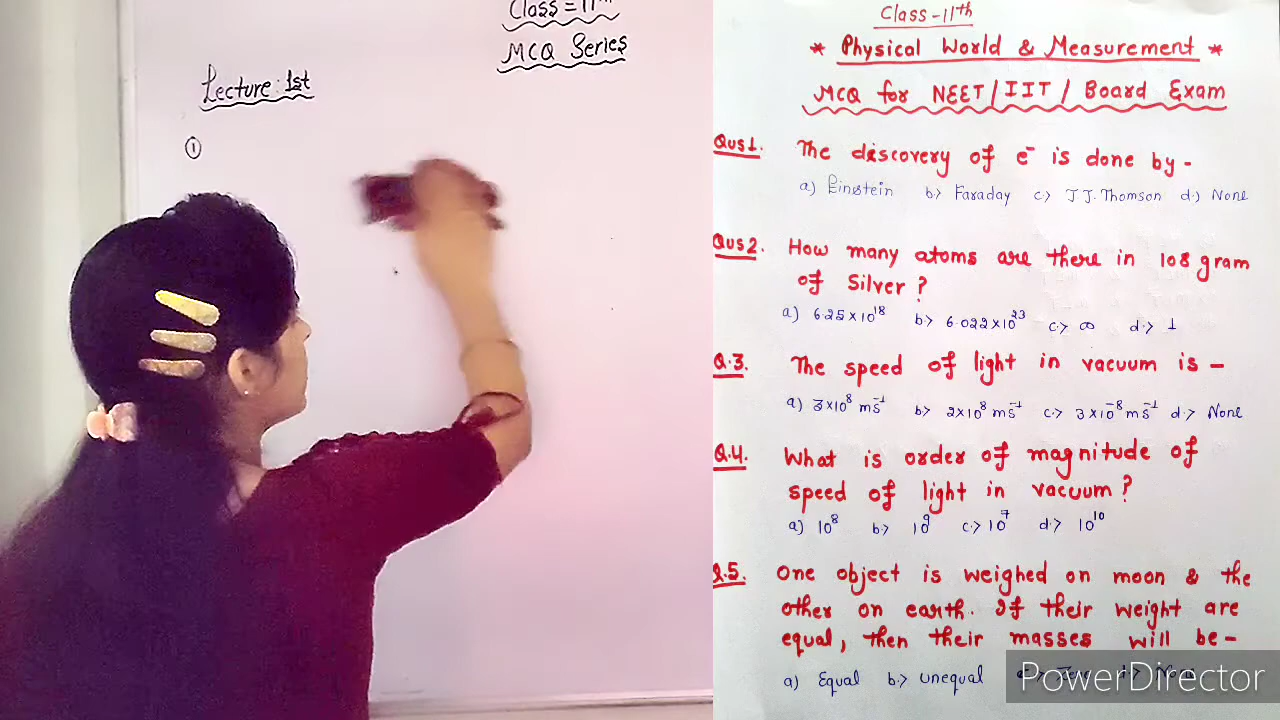 Class = 11th
MCQ Series
Lecture: 1st
①
Class-11th
* Physical World & Measurement *
MCQ for NEET/IIT/Board Exam
Qus1. The discovery of e⁻ is done by -
a) Einstein b> Faraday c> J J. Thomson d.) None
Qus2. How many atoms are there in 108 gram
of Silver?
a) 6.25×10¹⁸ b> 6.022×10²³ c.> ∞ d.> 1
Q.3 The speed of light in vacuum is -
a.) 3×10⁸ ms⁻¹ b> 2×10⁸ ms⁻¹ c.> 3×10⁻⁸ ms⁻¹ d.> None
Q.4. What is order of magnitude of
speed of light in vacuum?
a) 10⁸ b.> 10⁹ c.> 10⁷ d.> 10¹⁰
Q.5. One object is weighed on moon & the
other on earth. If their weight are
equal, then their masses will be -
a) Equal b.> unequal c.> Zero d.> None
PowerDirector